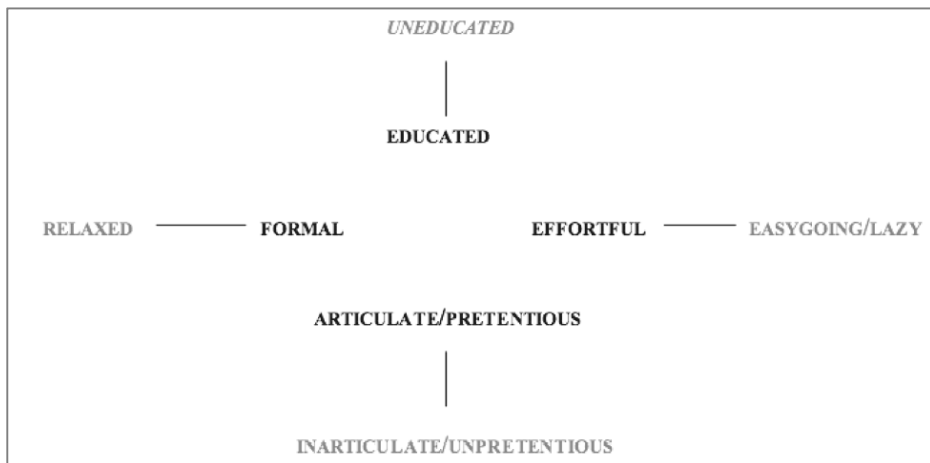 UNEDUCATED
EDUCATED
RELAXED FORMAL EFFORTFUL EASYGOING/LAZY
ARTICULATE/PRETENTIOUS
INARTICULATE/UNPRETENTIOUS